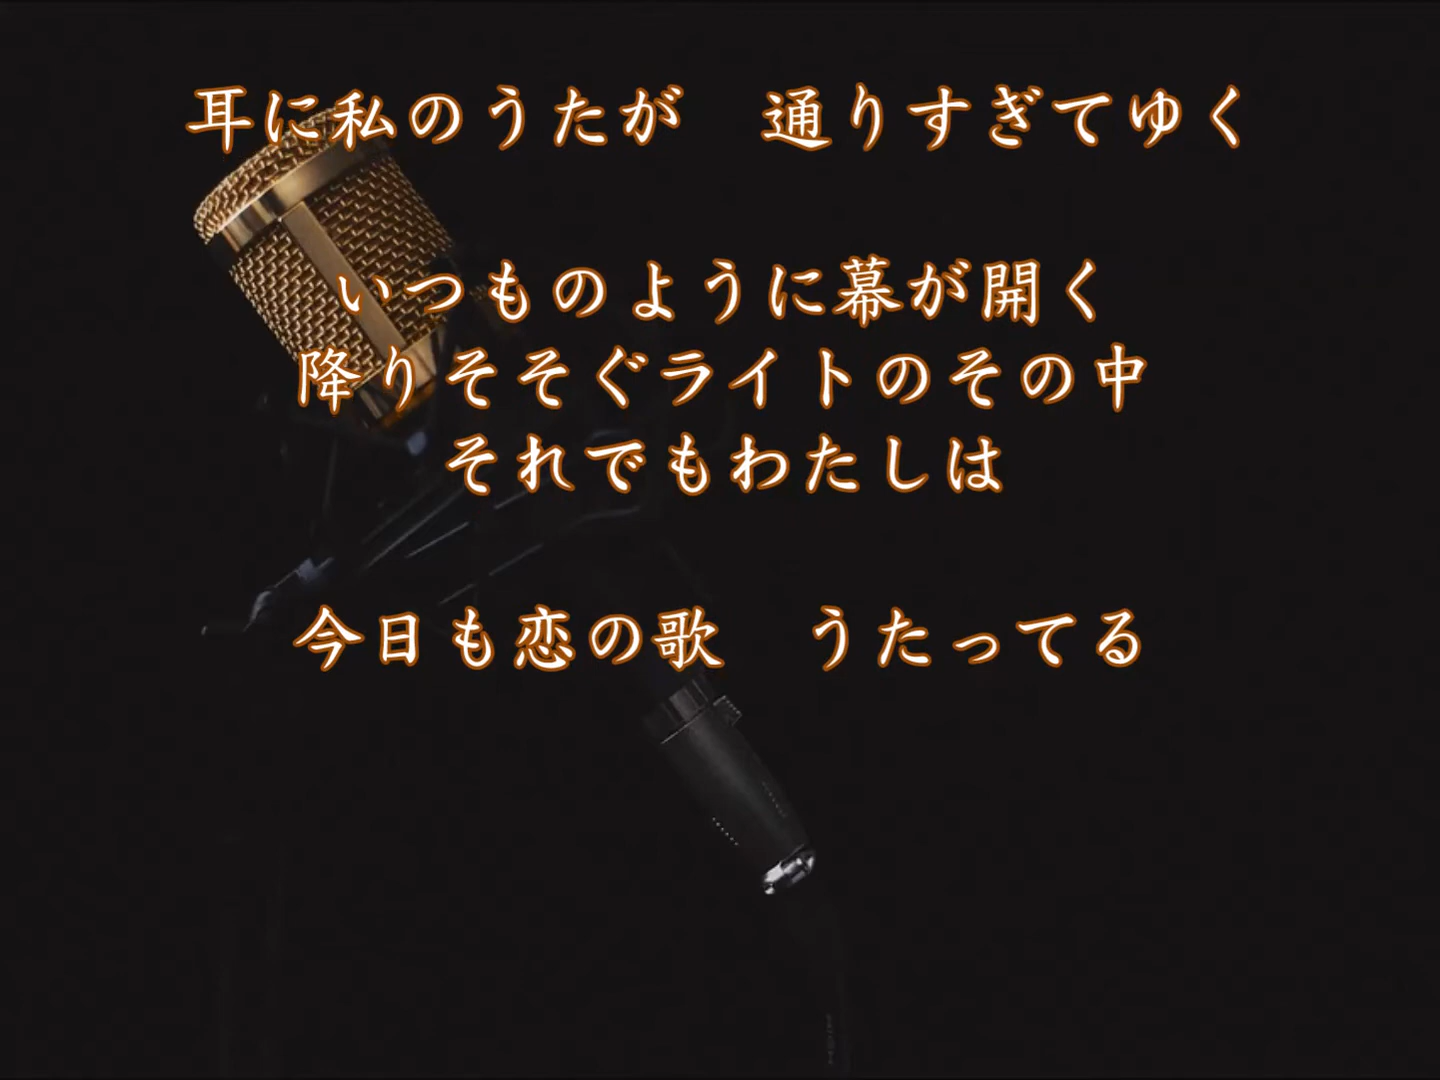 耳に私のうたが　通りすぎてゆく
いつものように幕が開く
降りそそぐライトのその中
それでもわたしは
今日も恋の歌　うたってる